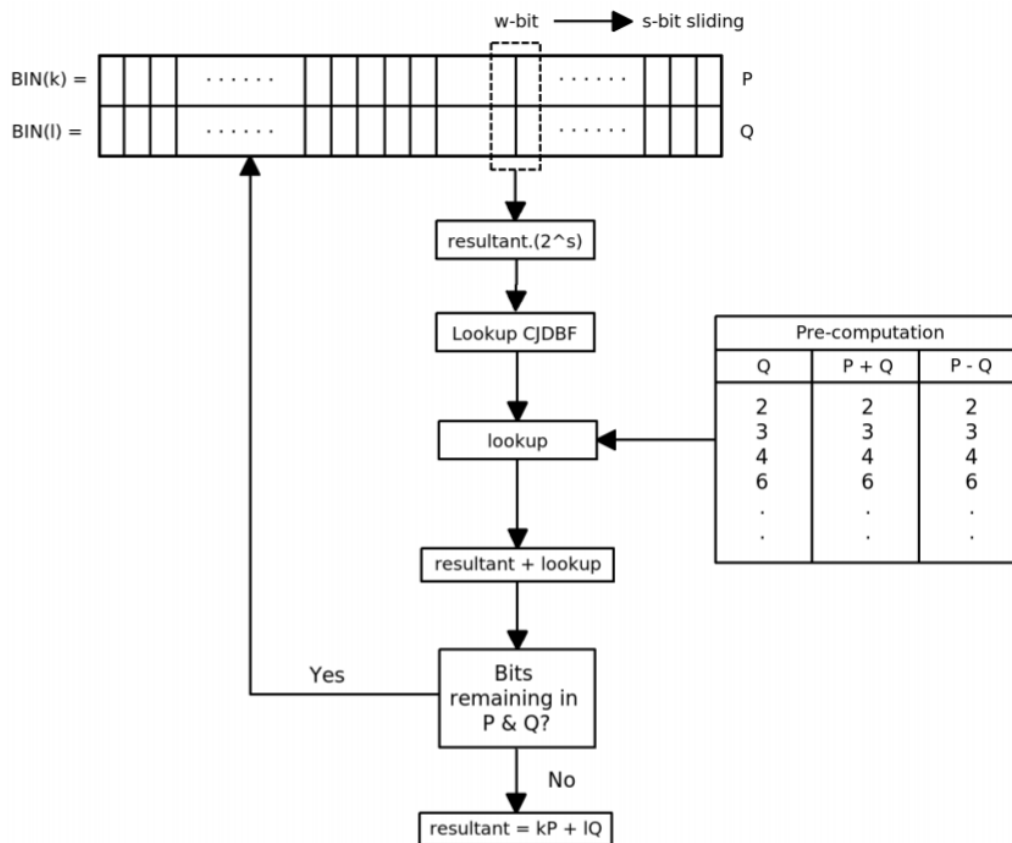 w-bit s-bit sliding
BIN(k) = · · · · · · · · · · · · P
BIN(l) = · · · · · · · · · · · · Q
resultant.(2^s)
Lookup CJDBF
Pre-computation
Q P + Q P - Q
2 2 2
3 3 3
4 4 4
6 6 6
. . .
. . .
lookup
resultant + lookup
Bits
remaining in
P & Q?
Yes
No
resultant = kP + lQ